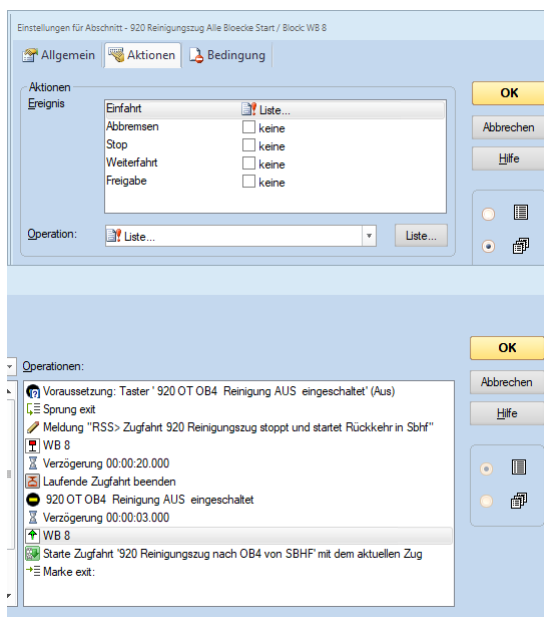 Einstellungen für Abschnitt - 920 Reinigungszug Alle Bloecke Start / Block: WB 8
Allgemein Aktionen Bedingung
Aktionen
Ereignis
Einfahrt Liste...
Abbremsen keine
Stop keine
Weiterfahrt keine
Freigabe keine
Operation: Liste... Liste...
OK
Abbrechen
Hilfe
Operationen:
Voraussetzung: Taster ' 920 OT OB4 Reinigung AUS eingeschaltet' (Aus)
Sprung exit
Meldung "RSS> Zugfahrt 920 Reinigungszug stoppt und startet Rückkehr in Sbhf"
WB 8
Verzögerung 00:00:20.000
Laufende Zugfahrt beenden
920 OT OB4 Reinigung AUS eingeschaltet
Verzögerung 00:00:03.000
WB 8
Starte Zugfahrt '920 Reinigungszug nach OB4 von SBHF' mit dem aktuellen Zug
Marke exit:
OK
Abbrechen
Hilfe